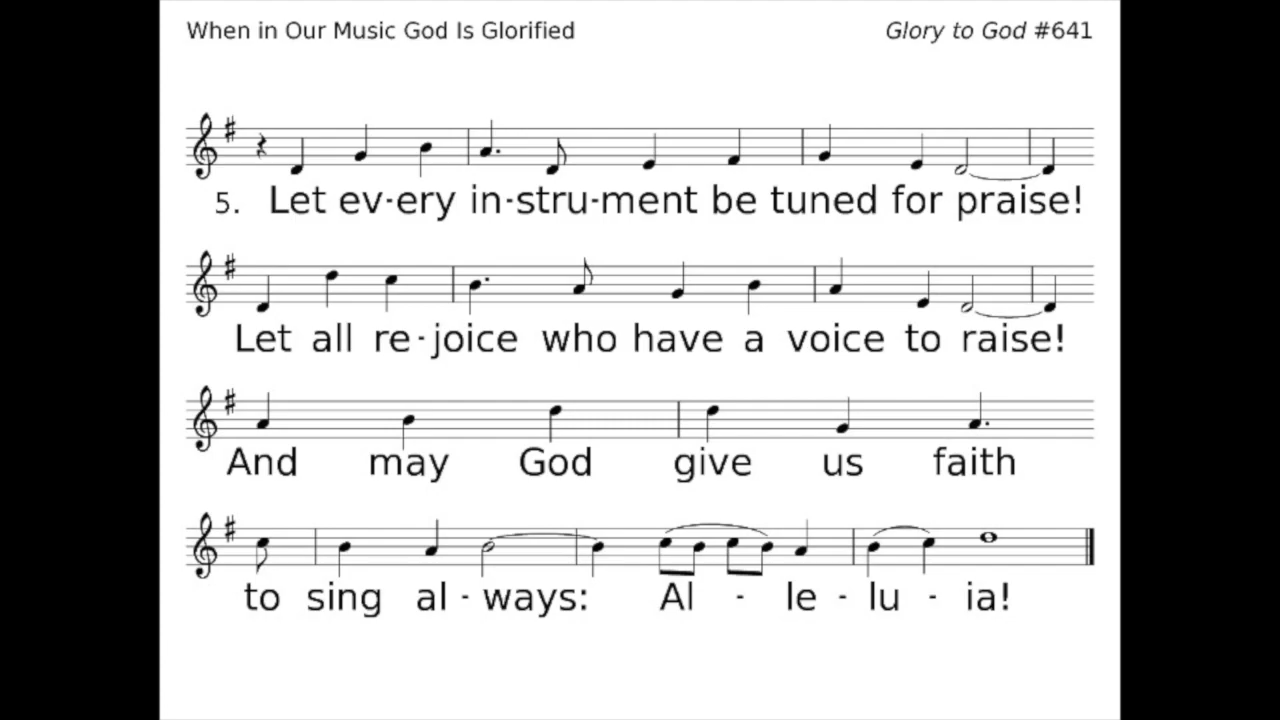 When in Our Music God Is Glorified
Glory to God #641
5. Let ev-ery in-stru-ment be tuned for praise!
Let all re-joice who have a voice to raise!
And may God give us faith
to sing al-ways: Al - le - lu - ia!